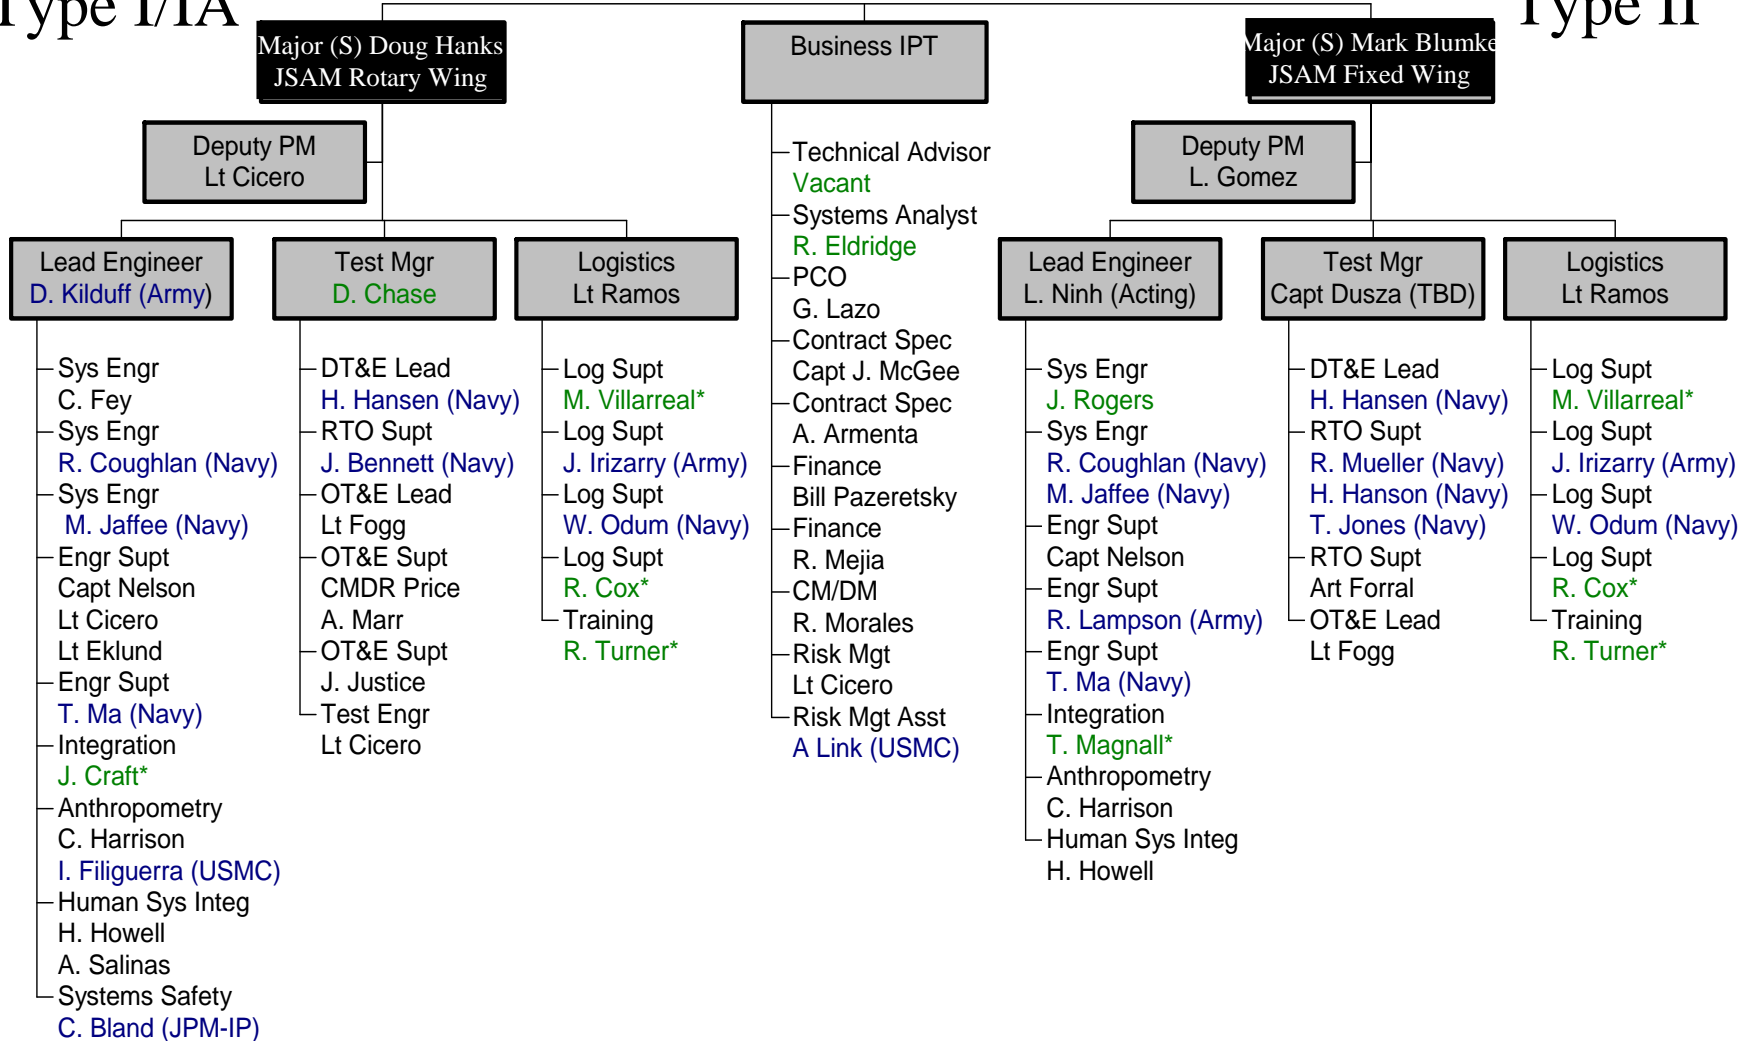 Type I/IA
Type II
Major (S) Doug Hanks
JSAM Rotary Wing
Business IPT
Major (S) Mark Blumke
JSAM Fixed Wing
Deputy PM
Lt Cicero
Deputy PM
L. Gomez
Lead Engineer
D. Kilduff (Army)
Sys Engr
C. Fey
Sys Engr
R. Coughlan (Navy)
Sys Engr
M. Jaffee (Navy)
Engr Supt
Capt Nelson
Lt Cicero
Lt Eklund
Engr Supt
T. Ma (Navy)
Integration
J. Craft*
Anthropometry
C. Harrison
I. Filiguerra (USMC)
Human Sys Integ
H. Howell
A. Salinas
Systems Safety
C. Bland (JPM-IP)
Test Mgr
D. Chase
DT&E Lead
H. Hansen (Navy)
RTO Supt
J. Bennett (Navy)
OT&E Lead
Lt Fogg
OT&E Supt
CMDR Price
A. Marr
OT&E Supt
J. Justice
Test Engr
Lt Cicero
Logistics
Lt Ramos
Log Supt
M. Villarreal*
Log Supt
J. Irizarry (Army)
Log Supt
W. Odum (Navy)
Log Supt
R. Cox*
Training
R. Turner*
Technical Advisor
Vacant
Systems Analyst
R. Eldridge
PCO
G. Lazo
Contract Spec
Capt J. McGee
Contract Spec
A. Armenta
Finance
Bill Pazeretsky
Finance
R. Mejia
CM/DM
R. Morales
Risk Mgt
Lt Cicero
Risk Mgt Asst
A Link (USMC)
Lead Engineer
L. Ninh (Acting)
Sys Engr
J. Rogers
Sys Engr
R. Coughlan (Navy)
M. Jaffee (Navy)
Engr Supt
Capt Nelson
Engr Supt
R. Lampson (Army)
Engr Supt
T. Ma (Navy)
Integration
T. Magnall*
Anthropometry
C. Harrison
Human Sys Integ
H. Howell
Test Mgr
Capt Dusza (TBD)
DT&E Lead
H. Hansen (Navy)
RTO Supt
R. Mueller (Navy)
H. Hanson (Navy)
T. Jones (Navy)
RTO Supt
Art Forral
OT&E Lead
Lt Fogg
Logistics
Lt Ramos
Log Supt
M. Villarreal*
Log Supt
J. Irizarry (Army)
Log Supt
W. Odum (Navy)
Log Supt
R. Cox*
Training
R. Turner*